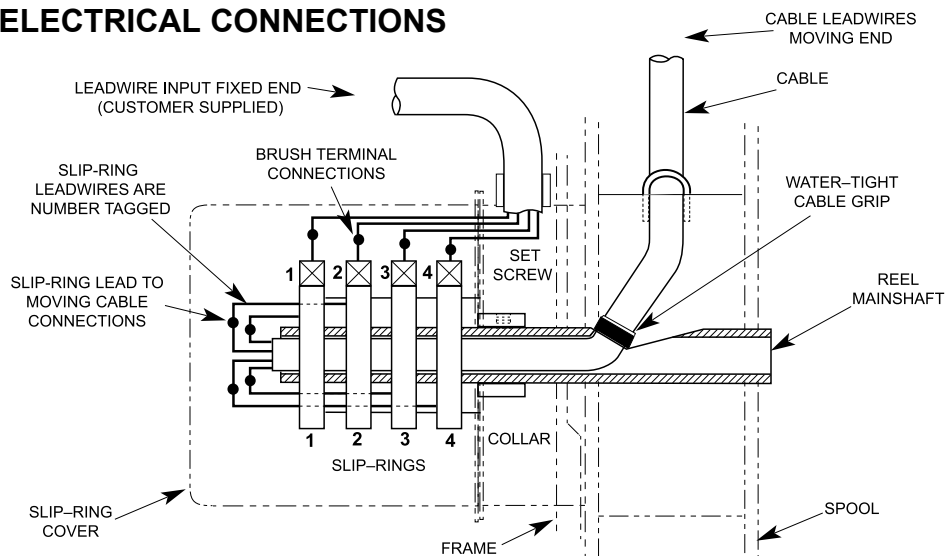 ELECTRICAL CONNECTIONS
CABLE LEADWIRES
MOVING END
LEADWIRE INPUT FIXED END
(CUSTOMER SUPPLIED)
CABLE
BRUSH TERMINAL
CONNECTIONS
SLIP-RING
LEADWIRES ARE
NUMBER TAGGED
WATER–TIGHT
CABLE GRIP
SET
SCREW
1 2 3 4
SLIP-RING LEAD TO
MOVING CABLE
CONNECTIONS
REEL
MAINSHAFT
1 2 3 4
COLLAR
SLIP–RINGS
SLIP–RING
COVER
SPOOL
FRAME